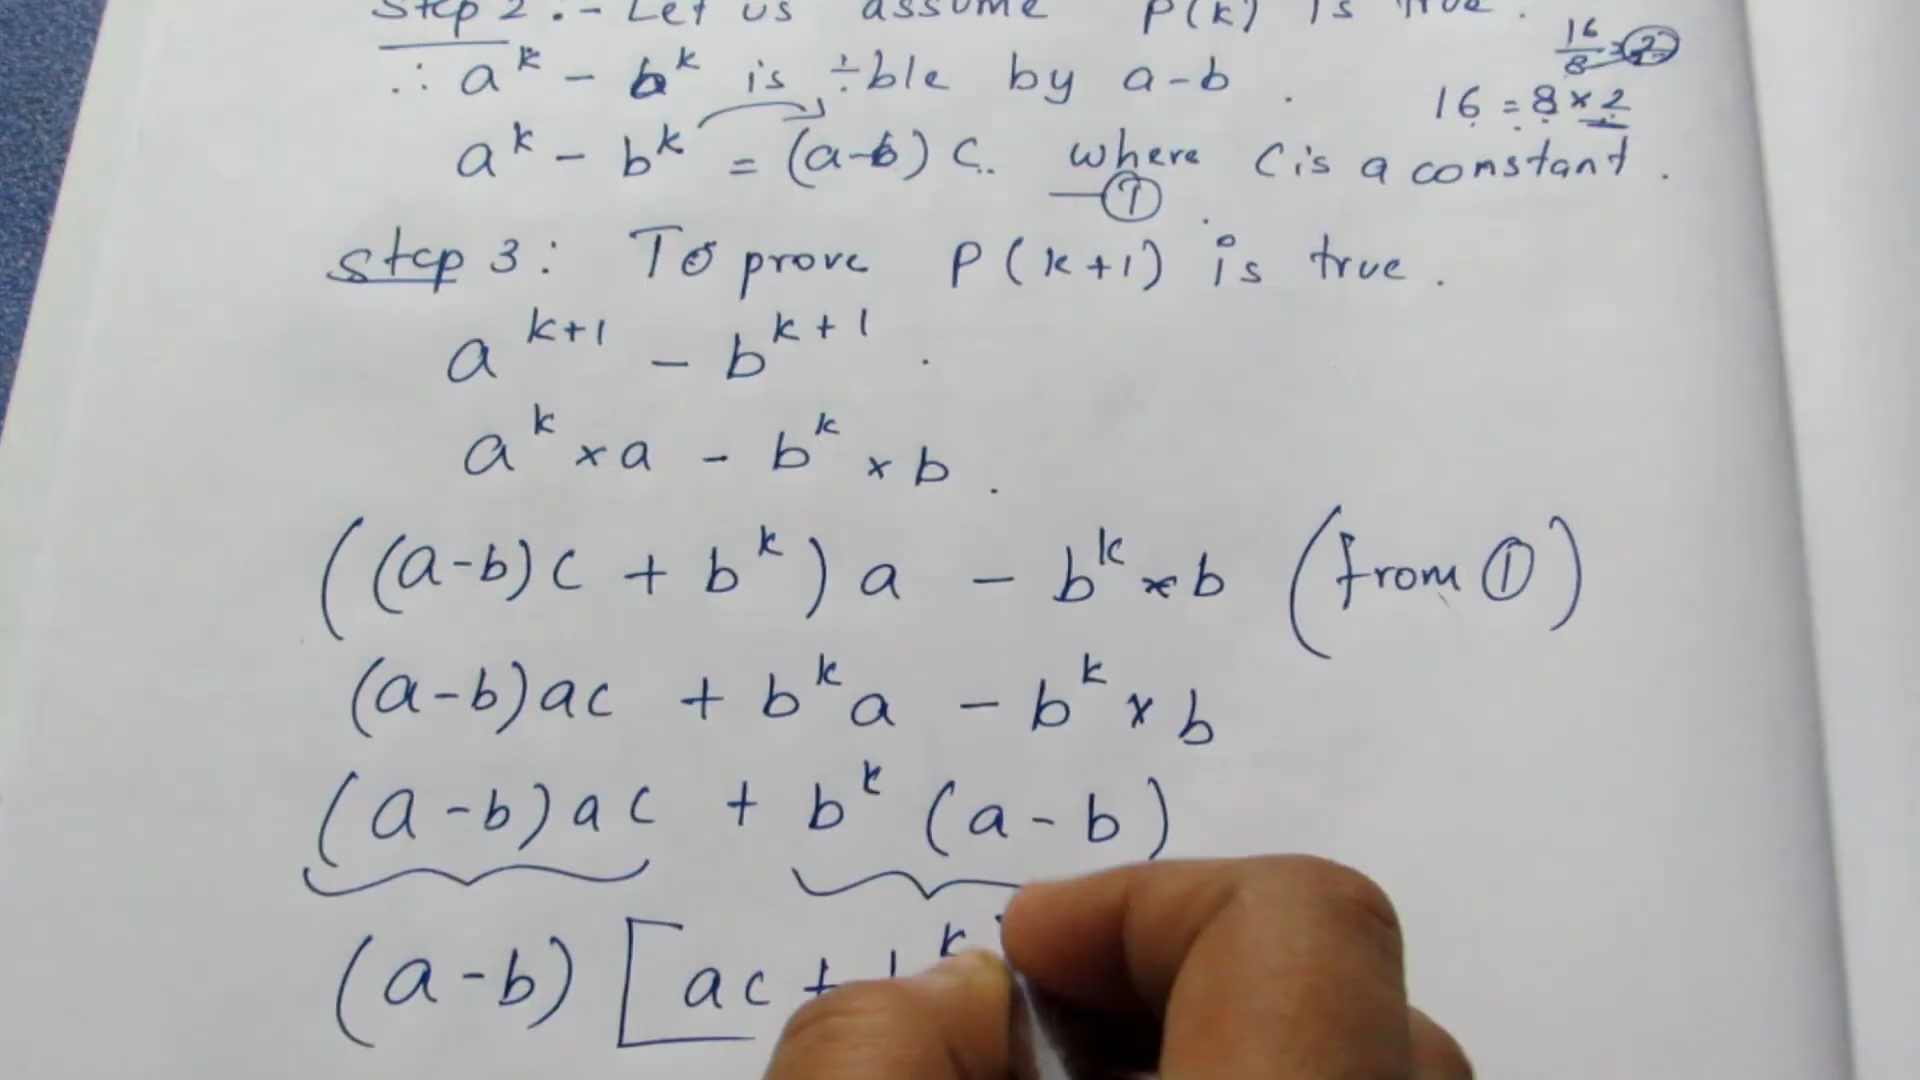 Step 2 :- Let us assume P(k) is true.
16/8 = 2
∴ a^k - b^k is ÷ble by a-b.
16 = 8 × 2
a^k - b^k = (a-b) c. where C is a constant.
—①
Step 3 : To prove P(k+1) is true.
a^k+1 - b^k+1.
a^k × a - b^k × b.
((a-b)c + b^k) a - b^k × b (from ①)
(a-b)ac + b^k a - b^k × b
(a-b)ac + b^k (a-b)
(a-b) [ac +